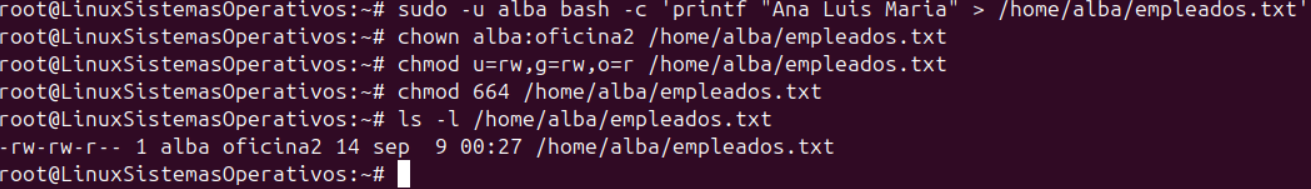 root@LinuxSistemasOperativos:~# sudo -u alba bash -c 'printf "Ana Luis Maria" > /home/alba/empleados.txt'
root@LinuxSistemasOperativos:~# chown alba:oficina2 /home/alba/empleados.txt
root@LinuxSistemasOperativos:~# chmod u=rw,g=rw,o=r /home/alba/empleados.txt
root@LinuxSistemasOperativos:~# chmod 664 /home/alba/empleados.txt
root@LinuxSistemasOperativos:~# ls -l /home/alba/empleados.txt
-rw-rw-r-- 1 alba oficina2 14 sep  9 00:27 /home/alba/empleados.txt
root@LinuxSistemasOperativos:~#